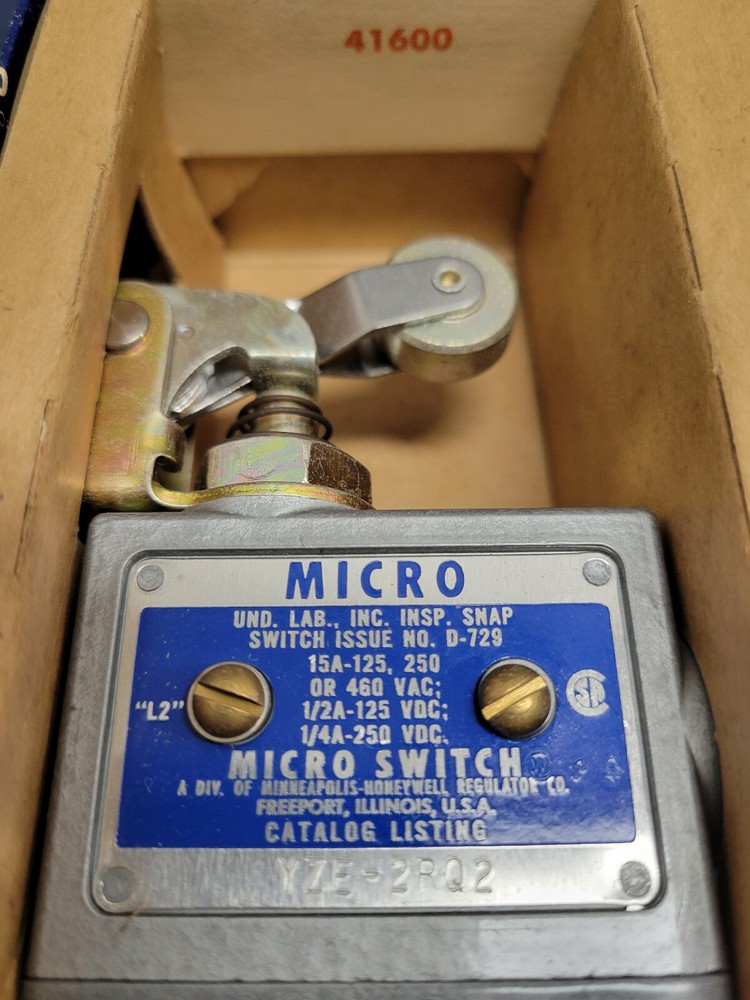 41600
MICRO
UND. LAB., INC. INSP. SNAP
SWITCH ISSUE NO. D-729
15A-125, 250
OR 460 VAC;
"L2"
1/2A-125 VDC;
1/4A-250 VDC.
MICRO SWITCH
A DIV. OF MINNEAPOLIS-HONEYWELL REGULATOR CO.
FREEPORT, ILLINOIS, U.S.A.
CATALOG LISTING
YZE-2RQ2